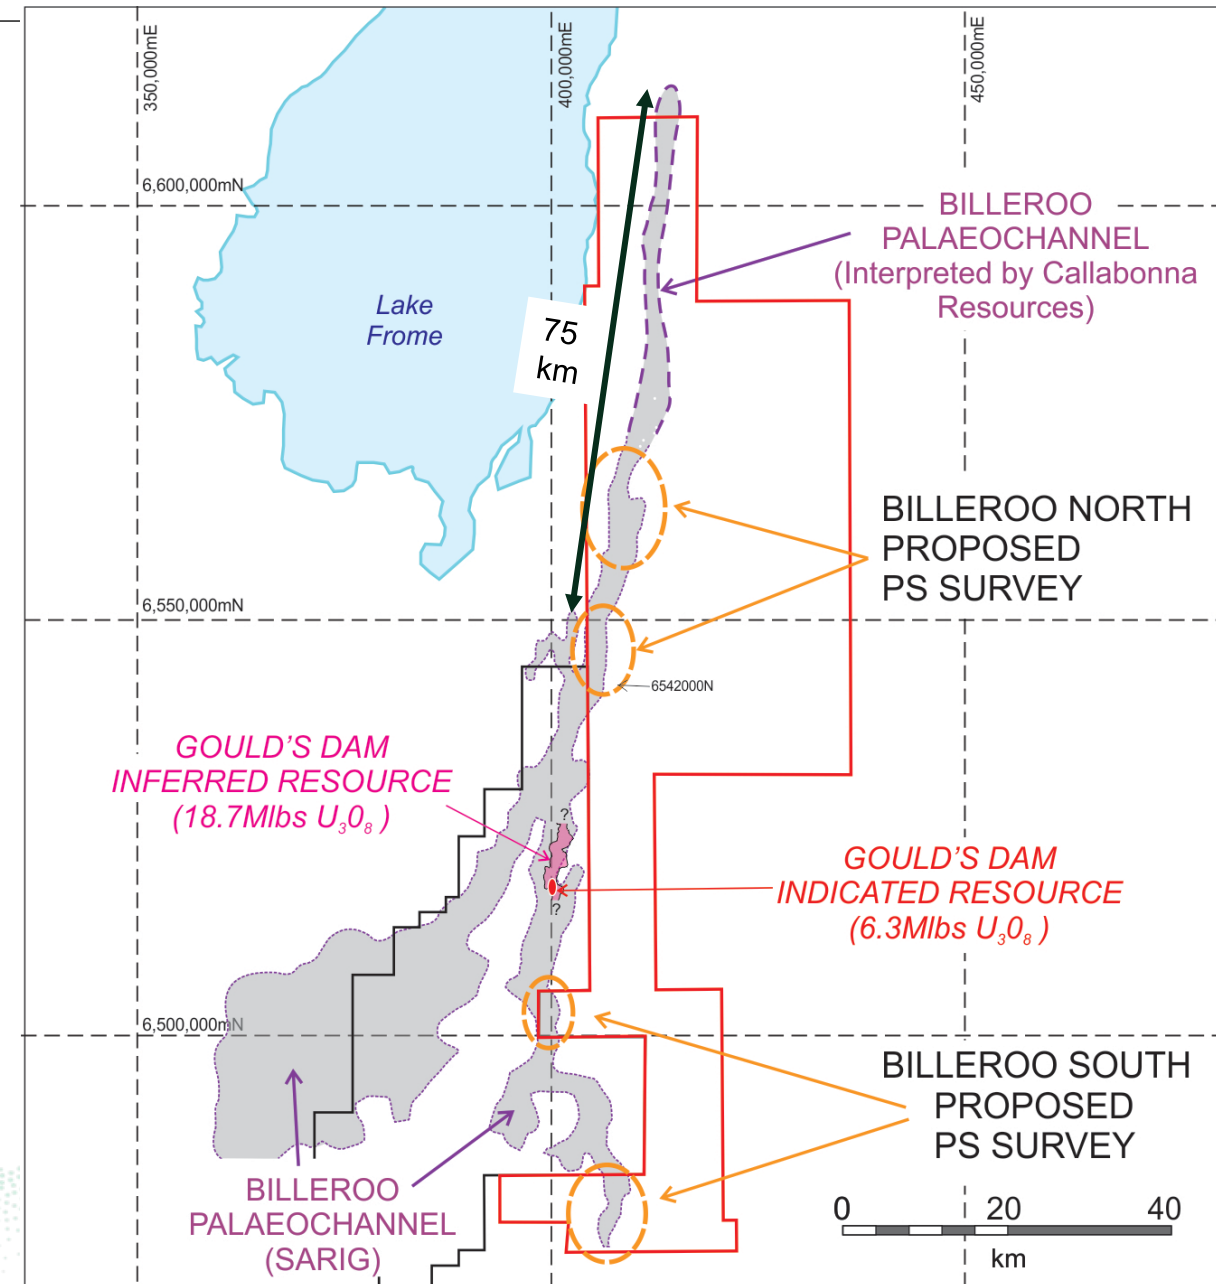 350,000mE
400,000mE
450,000mE
6,600,000mN
BILLEROO
PALAEOCHANNEL
(Interpreted by Callabonna
Resources)
Lake
Frome
75
km
BILLEROO NORTH
PROPOSED
PS SURVEY
6,550,000mN
6542000N
GOULD'S DAM
INFERRED RESOURCE
(18.7Mlbs U₃0₈ )
?
GOULD'S DAM
INDICATED RESOURCE
(6.3Mlbs U₃0₈ )
?
6,500,000mN
BILLEROO SOUTH
PROPOSED
PS SURVEY
BILLEROO
PALAEOCHANNEL
(SARIG)
0 20 40
km